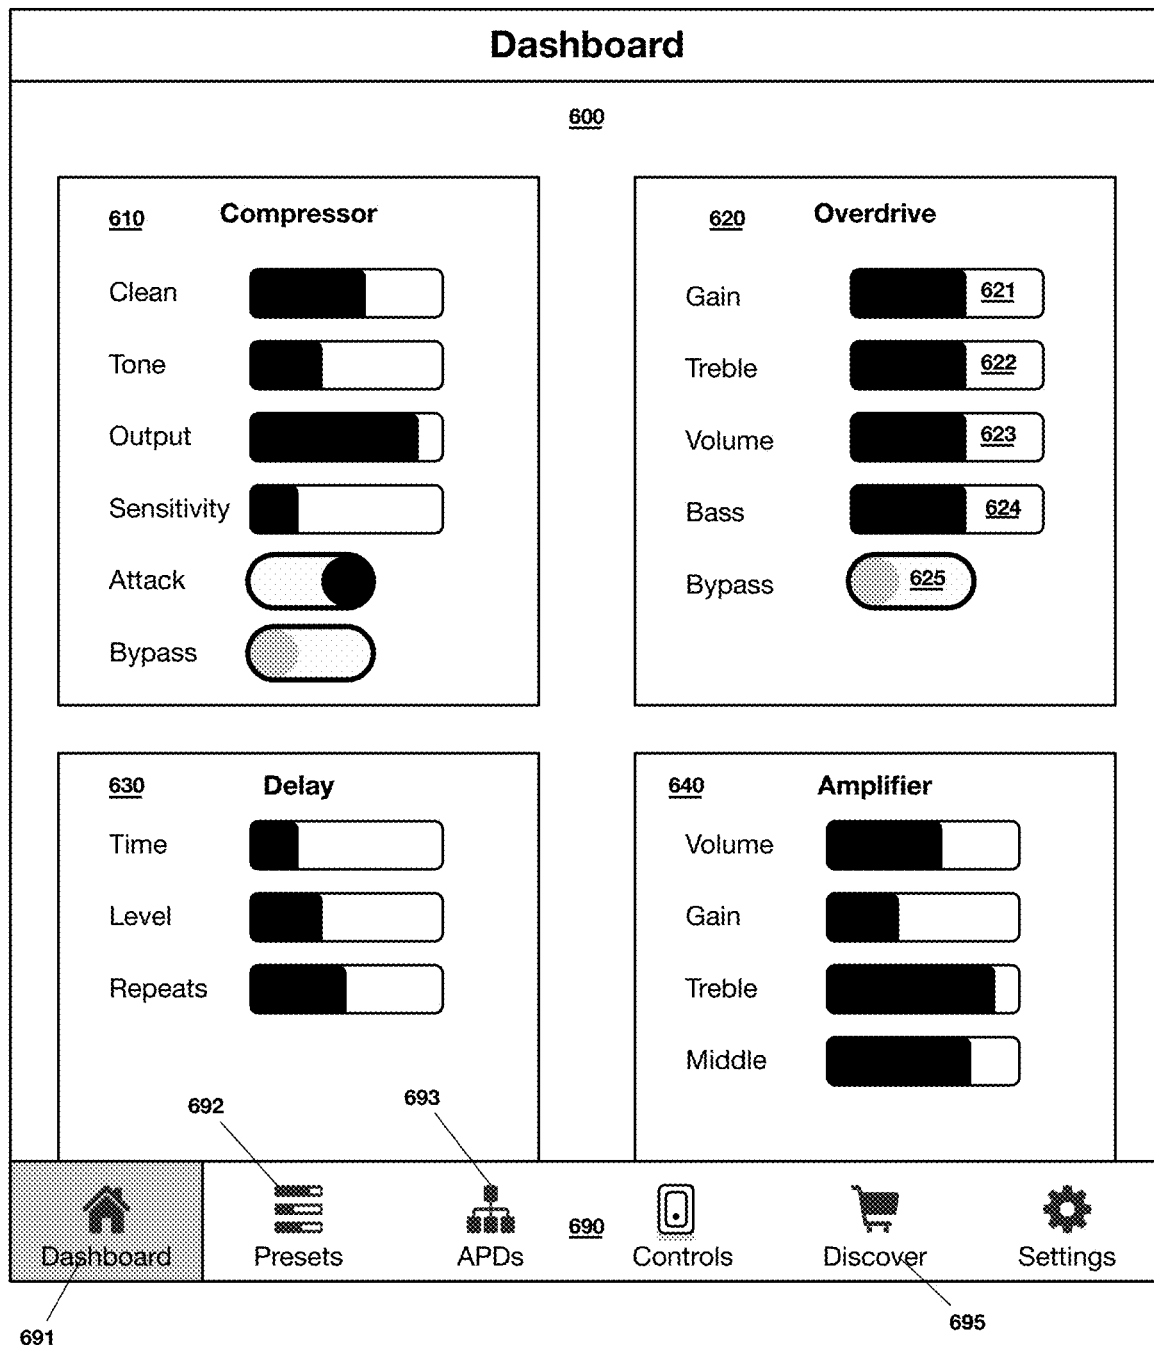 Dashboard
600
610 Compressor
Clean
Tone
Output
Sensitivity
Attack
Bypass
620 Overdrive
Gain 621
Treble 622
Volume 623
Bass 624
Bypass 625
630 Delay
Time
Level
Repeats
640 Amplifier
Volume
Gain
Treble
Middle
692
693
Dashboard
Presets
APDs
690
Controls
Discover
Settings
691
695